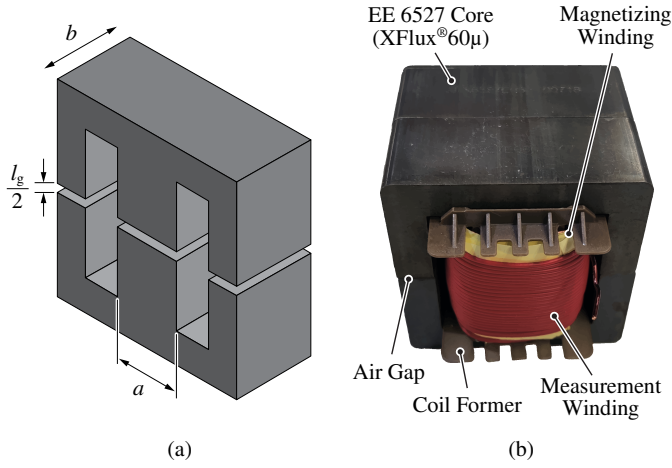 b
l_g
2
a
(a)
EE 6527 Core
(XFlux®60µ)
Magnetizing
Winding
Air Gap
Coil Former
Measurement
Winding
(b)